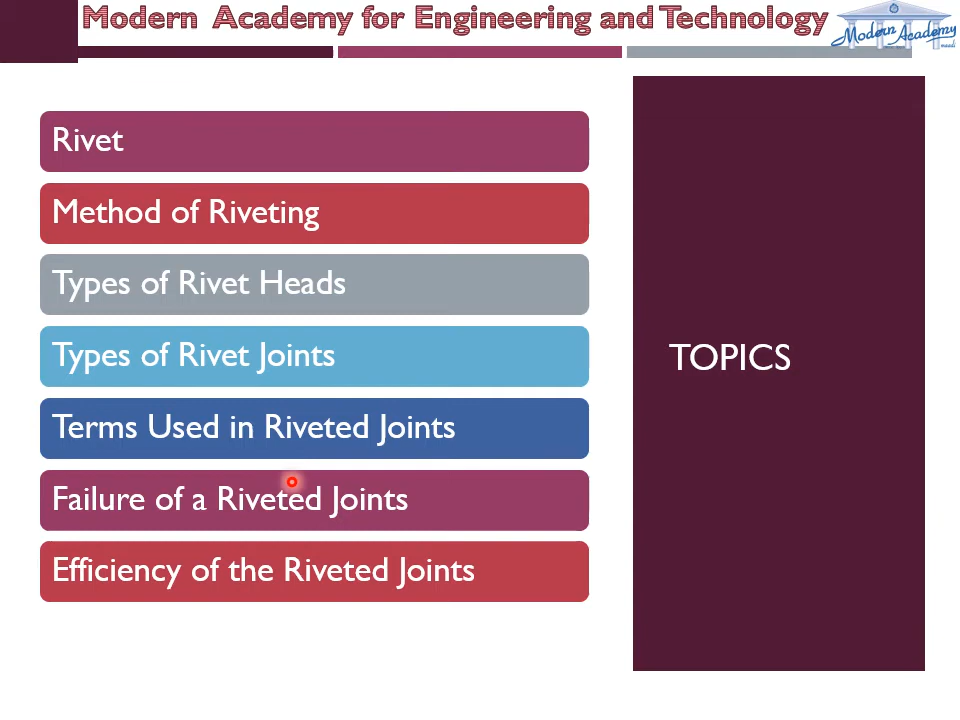 Modern Academy for Engineering and Technology
Modern Academy
Rivet
Method of Riveting
Types of Rivet Heads
Types of Rivet Joints
Terms Used in Riveted Joints
Failure of a Riveted Joints
Efficiency of the Riveted Joints
TOPICS